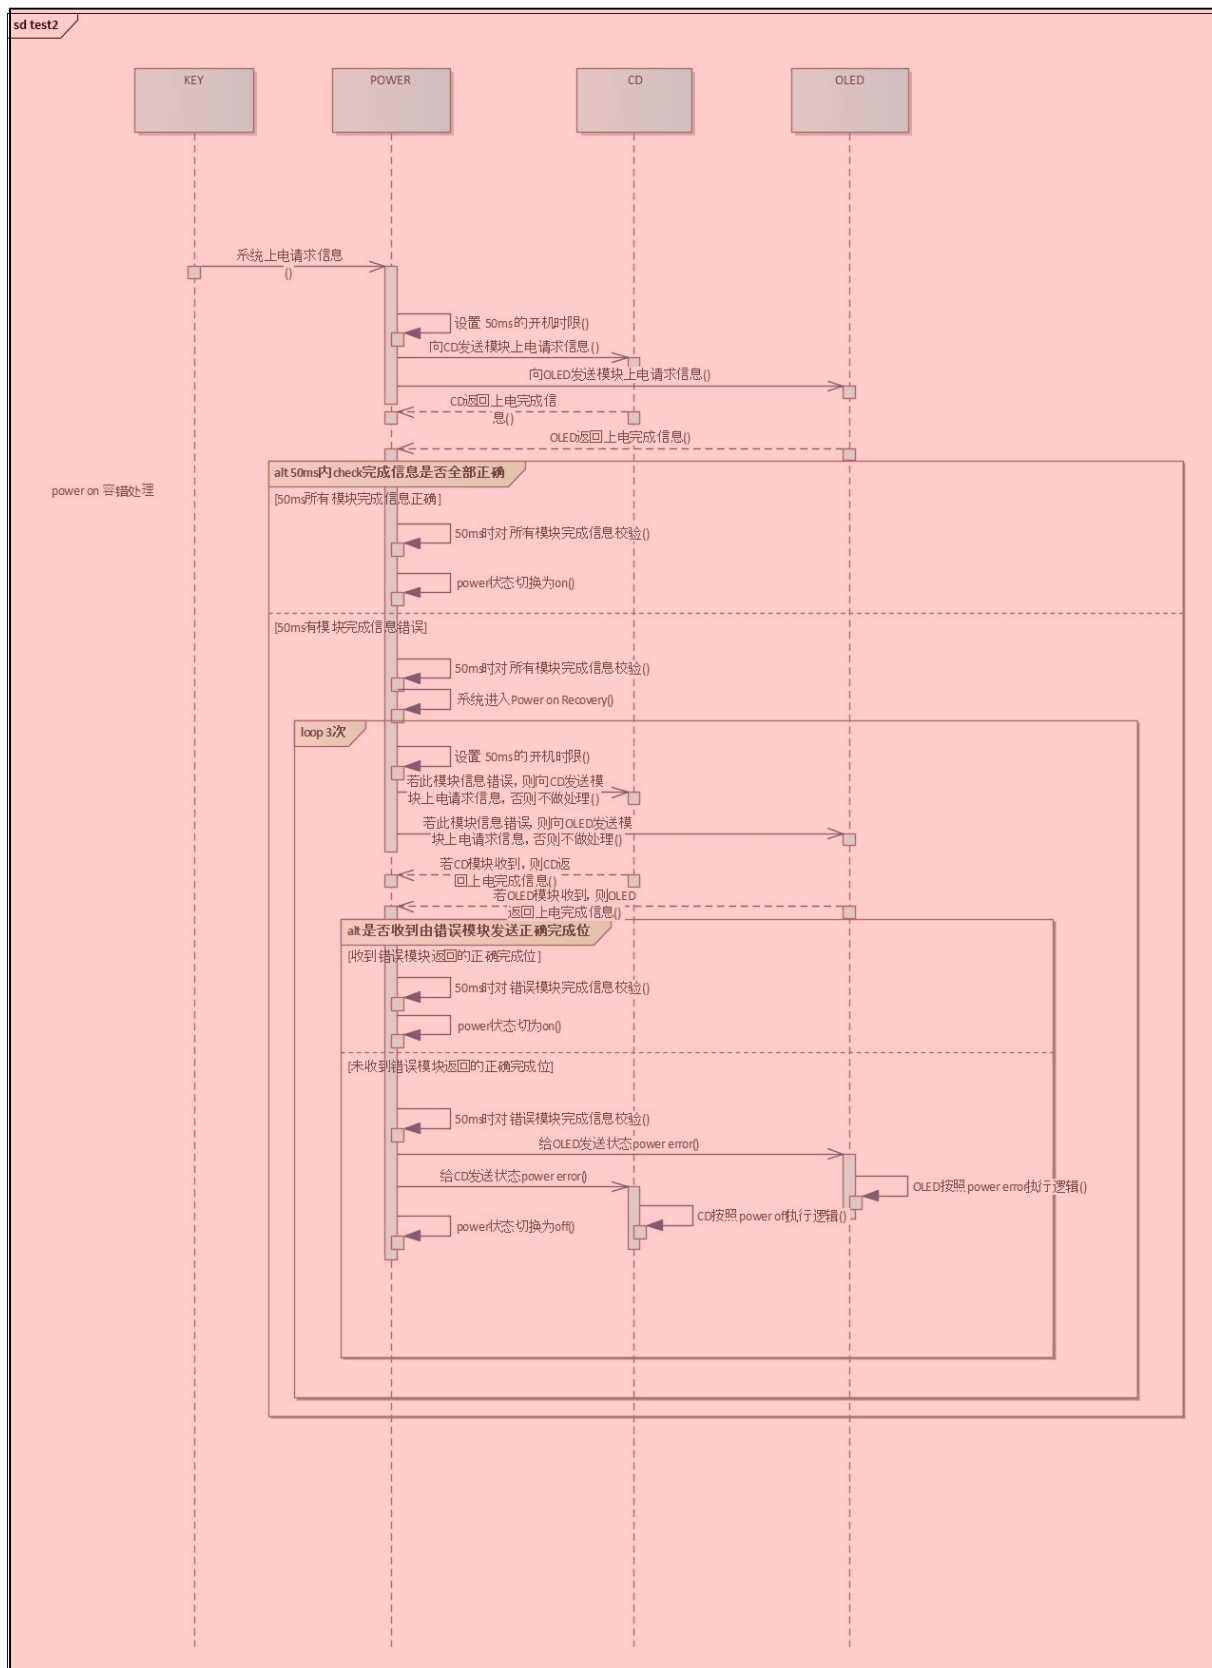 sd test2
KEY
POWER
CD
OLED
系统上电请求信息
()
设置 50ms的开机时限()
向CD发送模块上电请求信息()
向OLED发送模块上电请求信息()
CD返回上电完成信
息()
OLED返回上电完成信息()
alt 50ms内check完成信息是否全部正确
power on 容错处理
[50ms所有模块完成信息正确]
50ms时对所有模块完成信息校验()
power状态切换为on()
[50ms有模块完成信息错误]
50ms时对所有模块完成信息校验()
系统进入Power on Recovery()
loop 3次
设置 50ms的开机时限()
若此模块信息错误，则向CD发送模
块上电请求信息，否则不做处理()
若此模块信息错误，则向OLED发送模
块上电请求信息，否则不做处理()
若CD模块收到，则CD返
回上电完成信息()
若OLED模块收到，则OLED
返回上电完成信息()
alt 是否收到由错误模块发送正确完成位
[收到错误模块返回的正确完成位]
50ms时对错误模块完成信息校验()
power状态切为on()
[未收到错误模块返回的正确完成位]
50ms时对错误模块完成信息校验()
给OLED发送状态power error()
给CD发送状态power error()
OLED按照power error执行逻辑()
CD按照power off执行逻辑()
power状态切换为off()